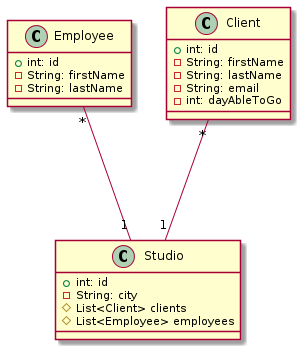 C Employee
int: id
String: firstName
String: lastName
C Client
int: id
String: firstName
String: lastName
String: email
int: dayAbleToGo
*
*
1
1
C Studio
int: id
String: city
List<Client> clients
List<Employee> employees